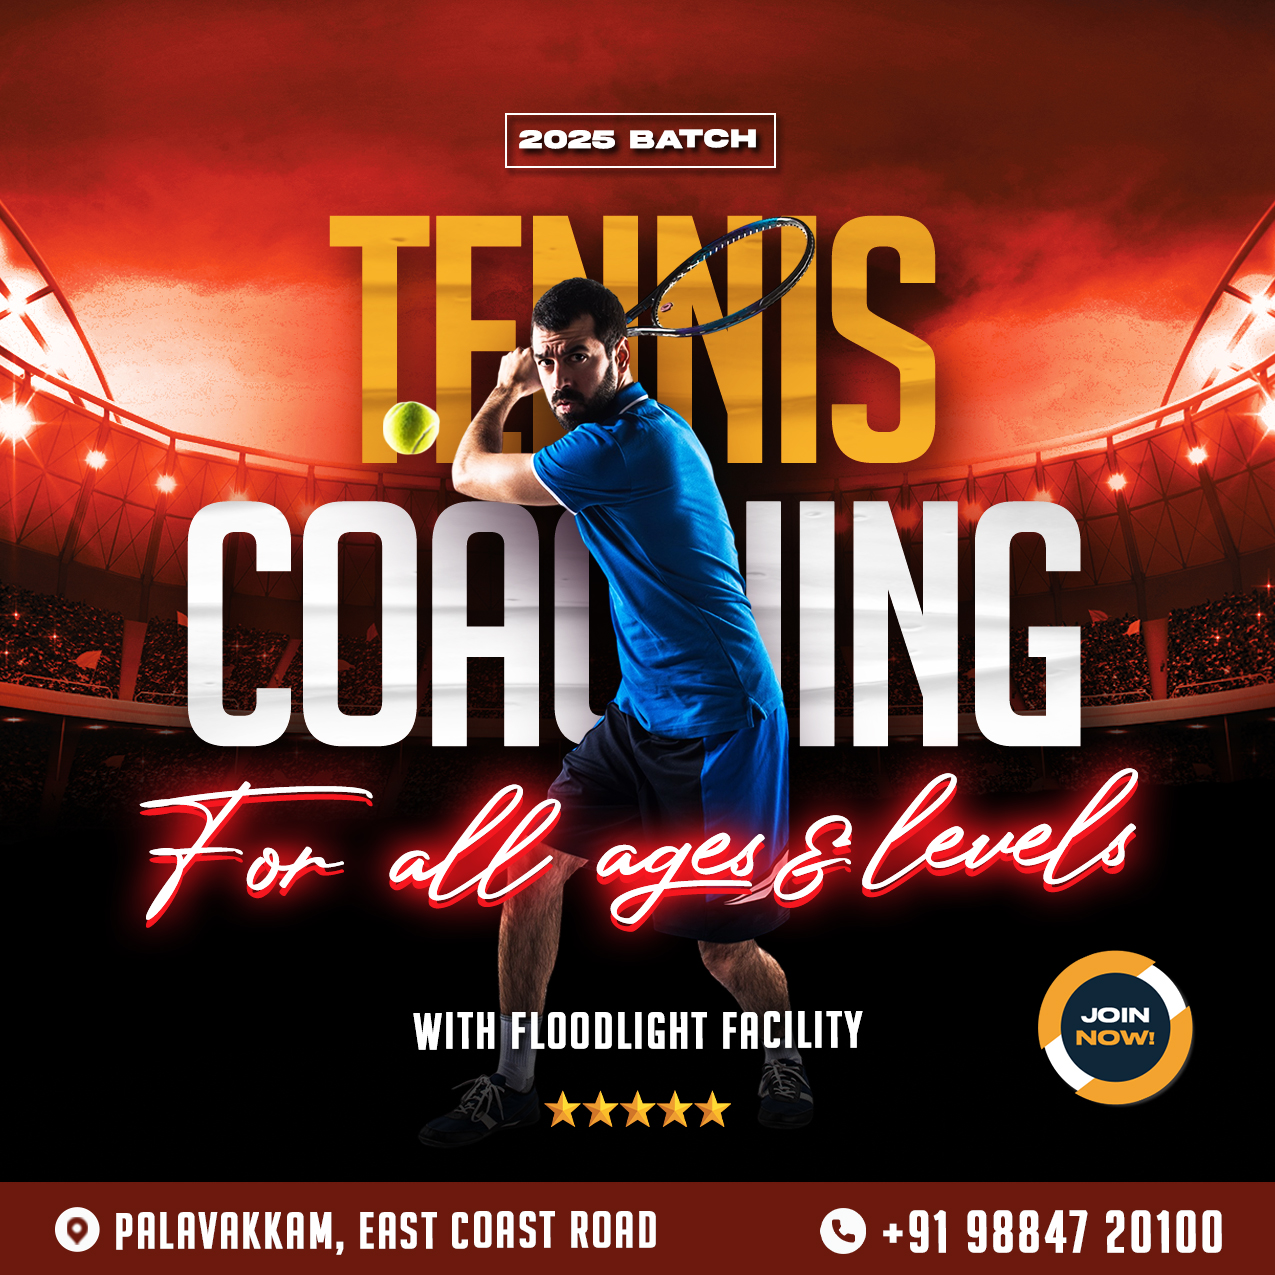 2025 BATCH
TENNIS
COACHING
For all ages & levels
WITH FLOODLIGHT FACILITY
JOIN
NOW!
PALAVAKKAM, EAST COAST ROAD
+91 98847 20100